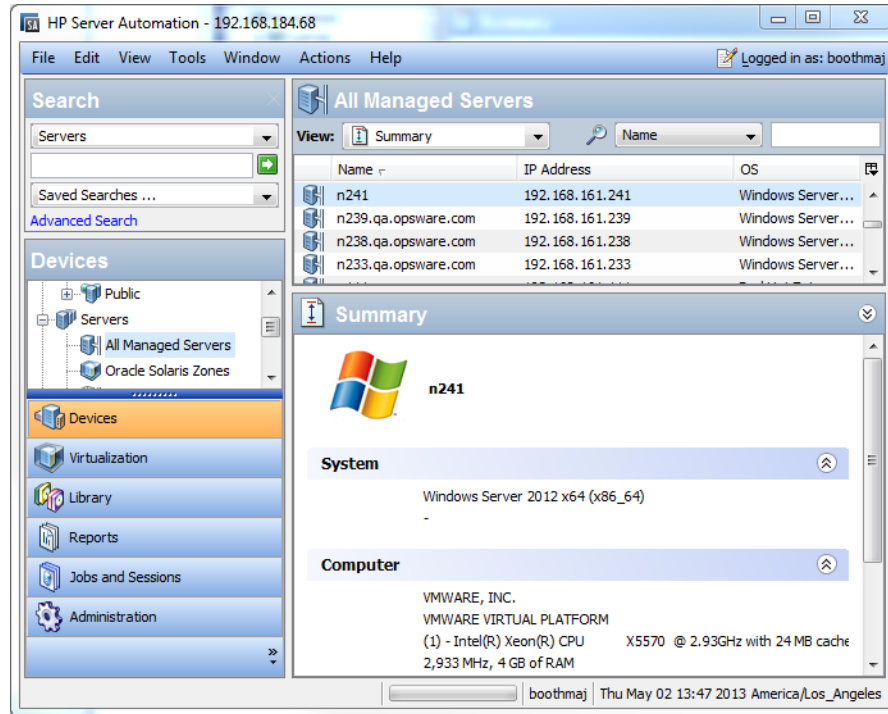 HP Server Automation - 192.168.184.68
File Edit View Tools Window Actions Help
Logged in as: boothmaj
Search
Servers
Saved Searches ...
Advanced Search
Devices
Public
Servers
All Managed Servers
Oracle Solaris Zones
Devices
Virtualization
Library
Reports
Jobs and Sessions
Administration
All Managed Servers
View: Summary Name
Name IP Address OS
n241 192.168.161.241 Windows Server...
n239.qa.opsware.com 192.168.161.239 Windows Server...
n238.qa.opsware.com 192.168.161.238 Windows Server...
n233.qa.opsware.com 192.168.161.233 Windows Server...
Summary
n241
System
Windows Server 2012 x64 (x86_64)
-
Computer
VMWARE, INC.
VMWARE VIRTUAL PLATFORM
(1) - Intel(R) Xeon(R) CPU X5570 @ 2.93GHz with 24 MB cache
2,933 MHz, 4 GB of RAM
boothmaj Thu May 02 13:47 2013 America/Los_Angeles